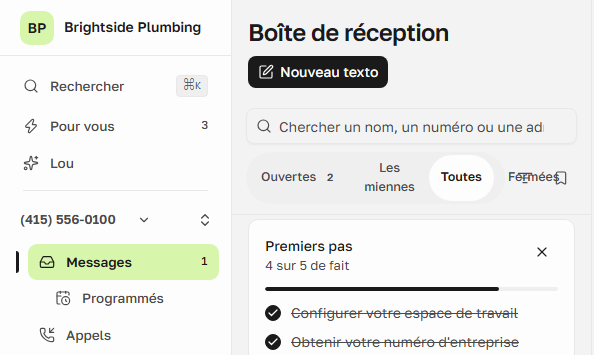 BP Brightside Plumbing
Rechercher ⌘K
Pour vous 3
Lou
(415) 556-0100
Messages 1
Programmés
Appels
Boîte de réception
Nouveau texto
Chercher un nom, un numéro ou une
Ouvertes 2
Les miennes
Toutes
Fermées
Premiers pas
4 sur 5 de fait
Configurer votre espace de travail
Obtenir votre numéro d'entreprise